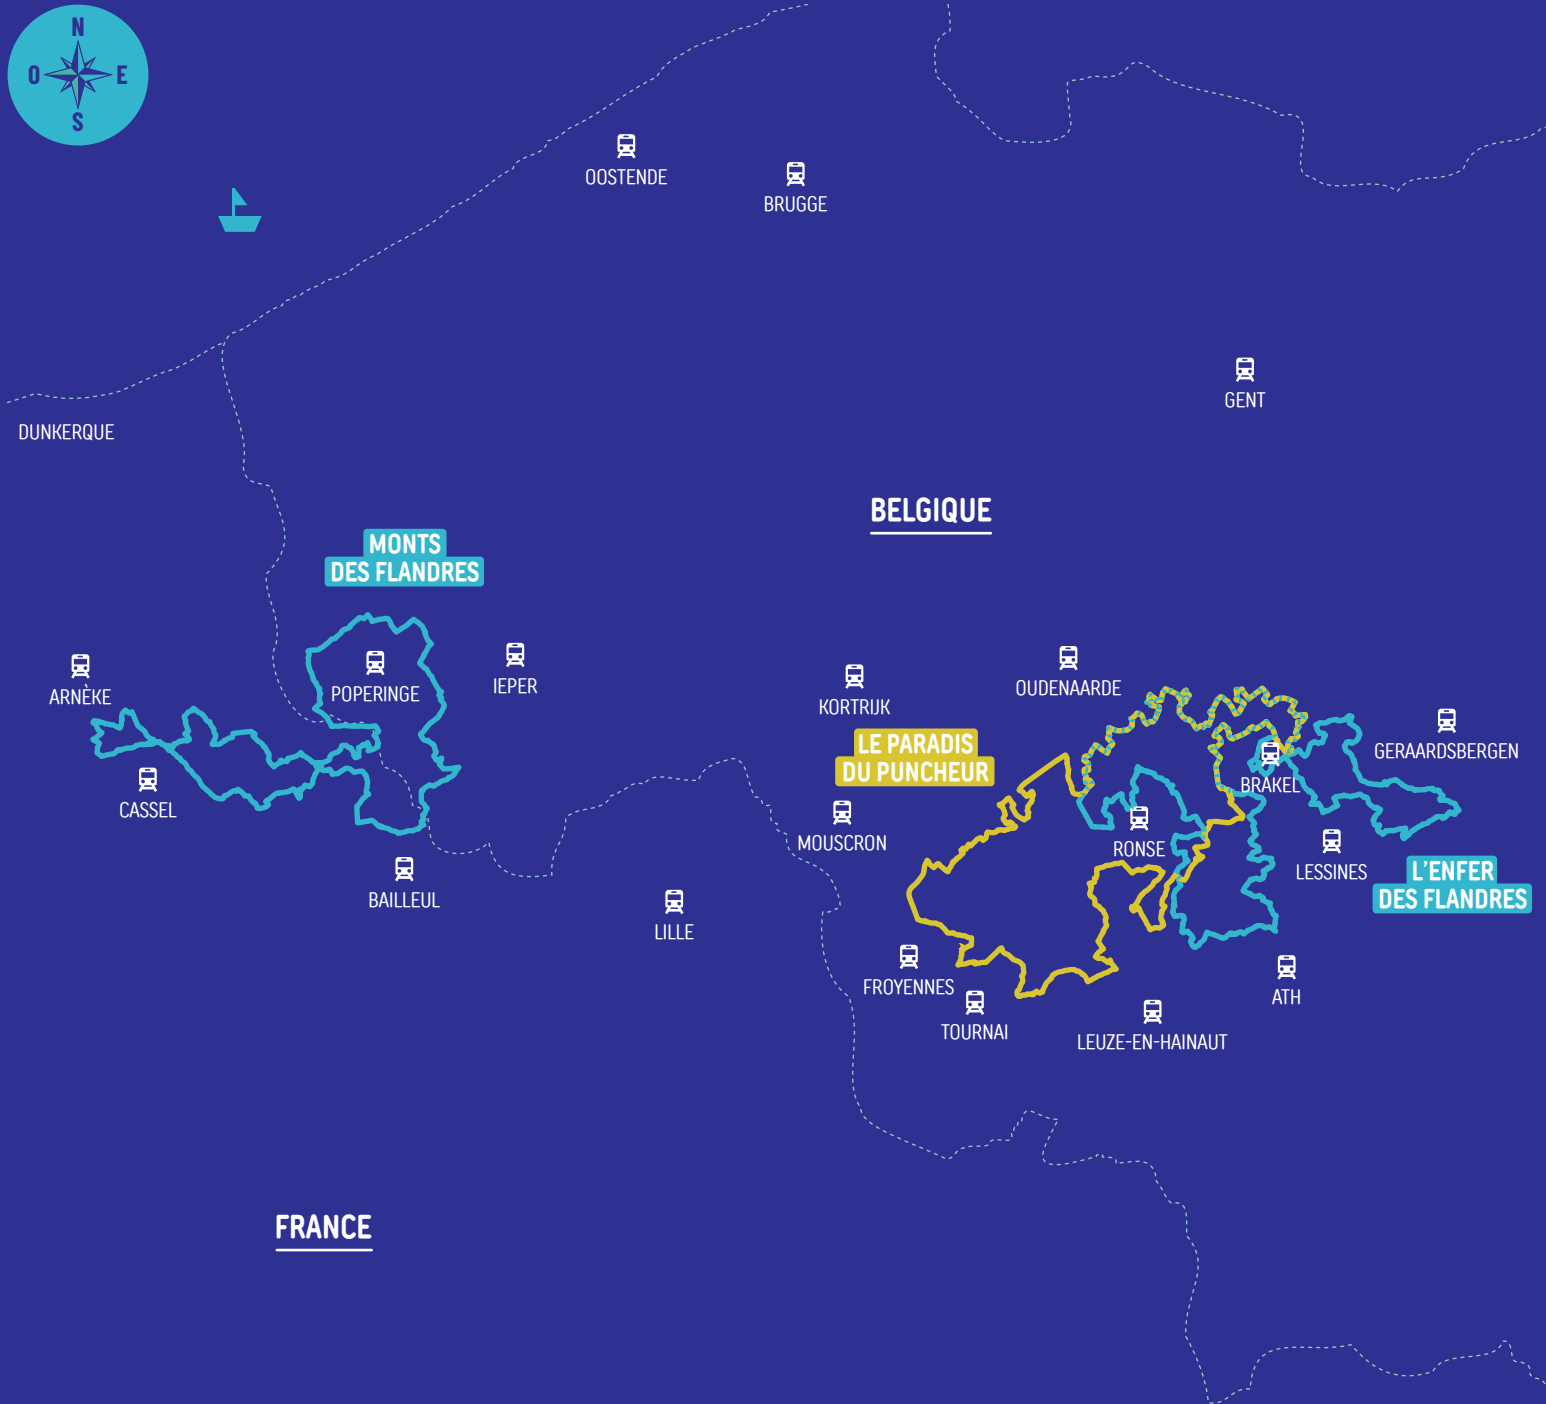 N
O E
S
OOSTENDE
BRUGGE
GENT
DUNKERQUE
BELGIQUE
MONTS
DES FLANDRES
ARNÈKE
POPERINGE
IEPER
KORTRIJK
OUDENAARDE
LE PARADIS
DU PUNCHEUR
GERAARDSBERGEN
BRAKEL
CASSEL
MOUSCRON
RONSE
LESSINES
L'ENFER
DES FLANDRES
BAILLEUL
LILLE
FROYENNES
TOURNAI
ATH
LEUZE-EN-HAINAUT
FRANCE